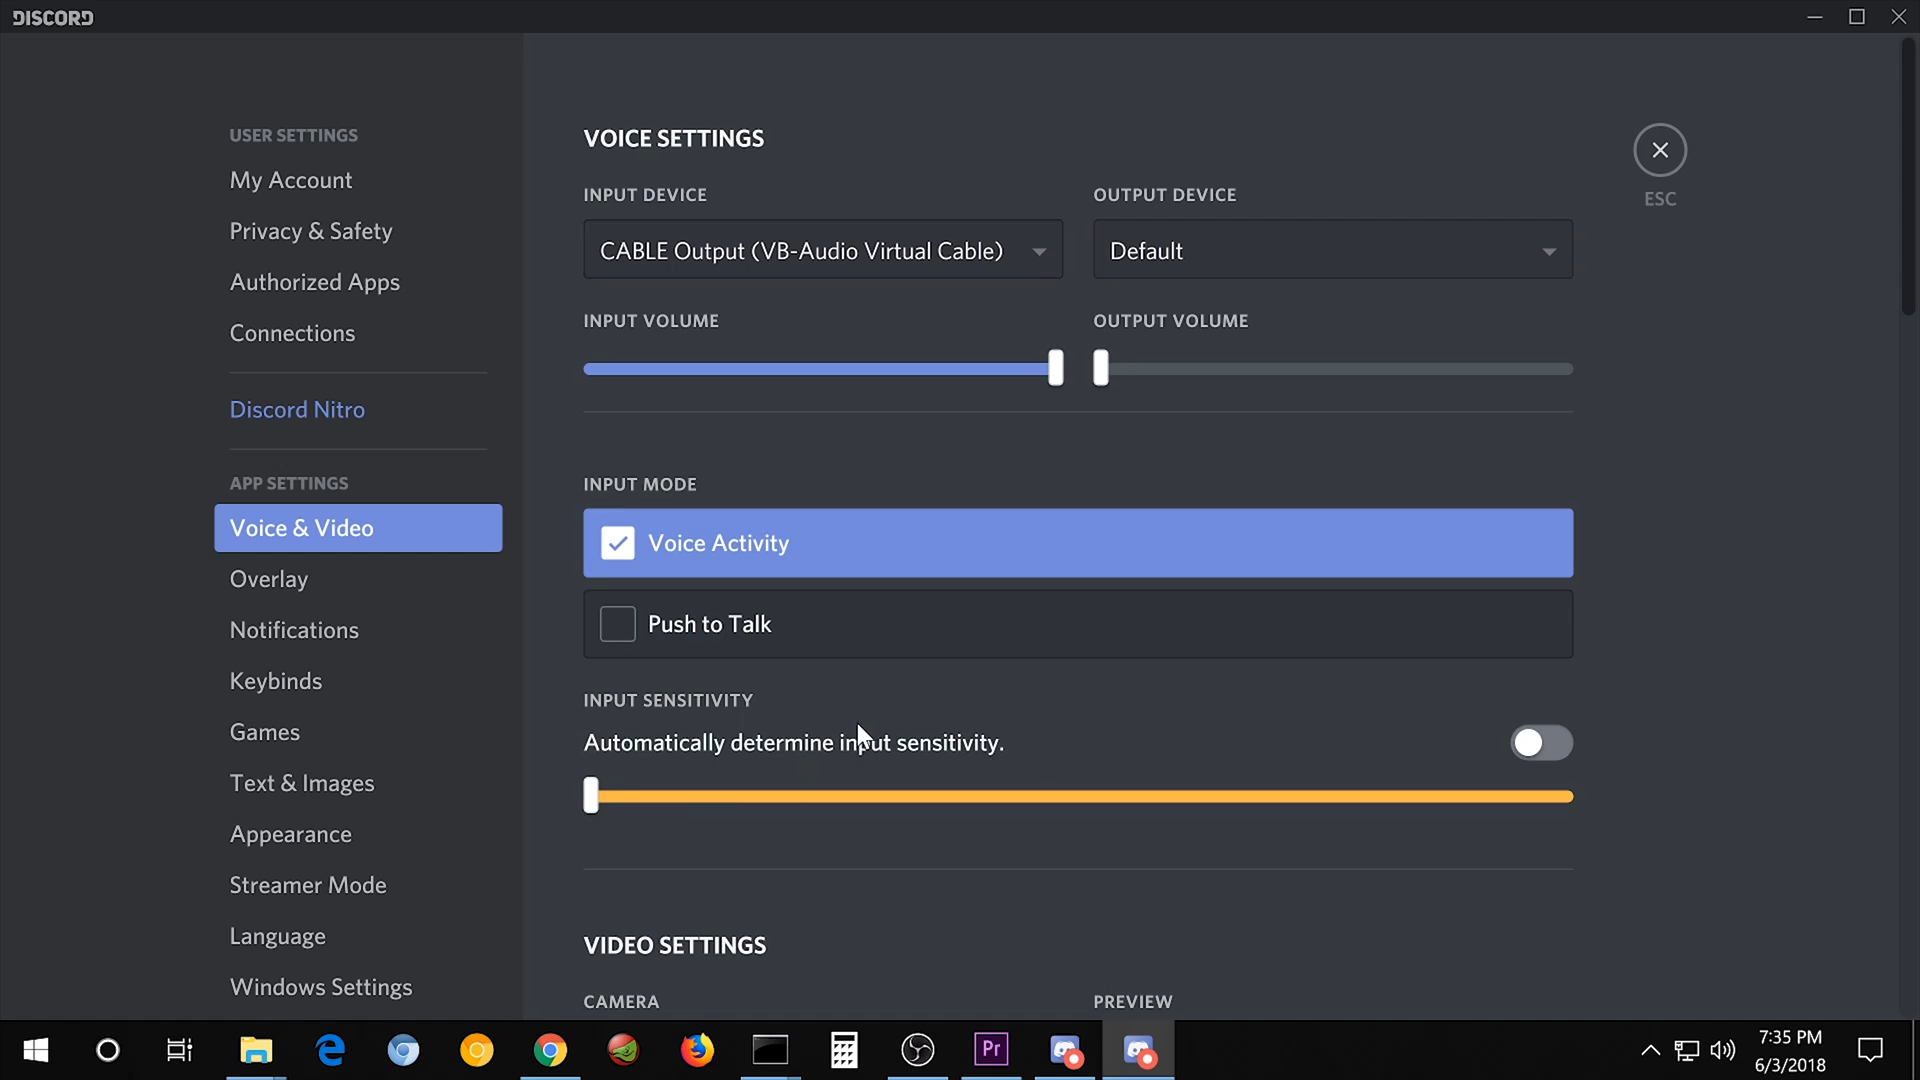 DISCORD
USER SETTINGS
My Account
Privacy & Safety
Authorized Apps
Connections
Discord Nitro
APP SETTINGS
Voice & Video
Overlay
Notifications
Keybinds
Games
Text & Images
Appearance
Streamer Mode
Language
Windows Settings
VOICE SETTINGS
INPUT DEVICE
CABLE Output (VB-Audio Virtual Cable)
OUTPUT DEVICE
Default
INPUT VOLUME
OUTPUT VOLUME
INPUT MODE
Voice Activity
Push to Talk
INPUT SENSITIVITY
Automatically determine input sensitivity.
VIDEO SETTINGS
CAMERA
PREVIEW
ESC
Pr
7:35 PM
6/3/2018